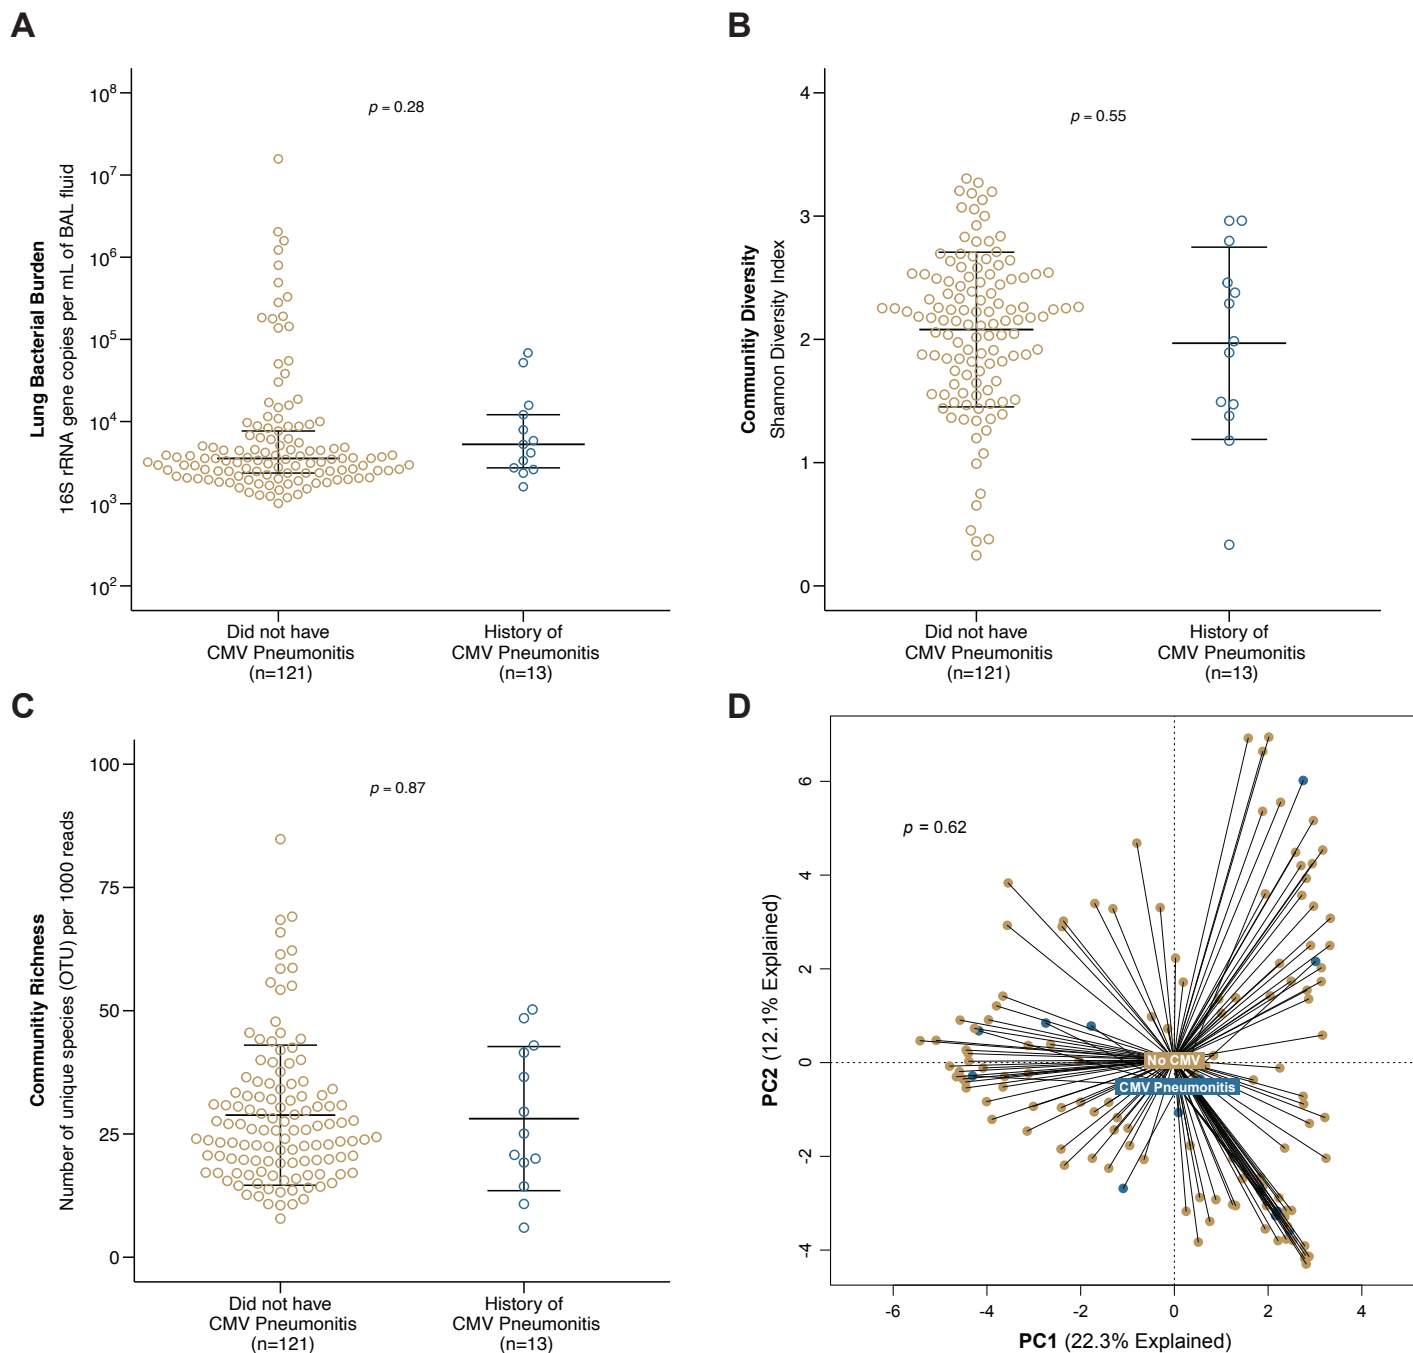 A
Lung Bacterial Burden
16S rRNA gene copies per mL of BAL fluid
10^8
10^7
10^6
10^5
10^4
10^3
10^2
p = 0.28
Did not have
CMV Pneumonitis
(n=121)
History of
CMV Pneumonitis
(n=13)
B
Communitiy Diversity
Shannon Diversity Index
4
3
2
1
0
p = 0.55
Did not have
CMV Pneumonitis
(n=121)
History of
CMV Pneumonitis
(n=13)
C
Communitiy Richness
Number of unique species (OTU) per 1000 reads
100
75
50
25
0
p = 0.87
Did not have
CMV Pneumonitis
(n=121)
History of
CMV Pneumonitis
(n=13)
D
PC2 (12.1% Explained)
6
4
2
0
-2
-4
p = 0.62
No CMV
CMV Pneumonitis
-6
-4
-2
0
2
4
PC1 (22.3% Explained)